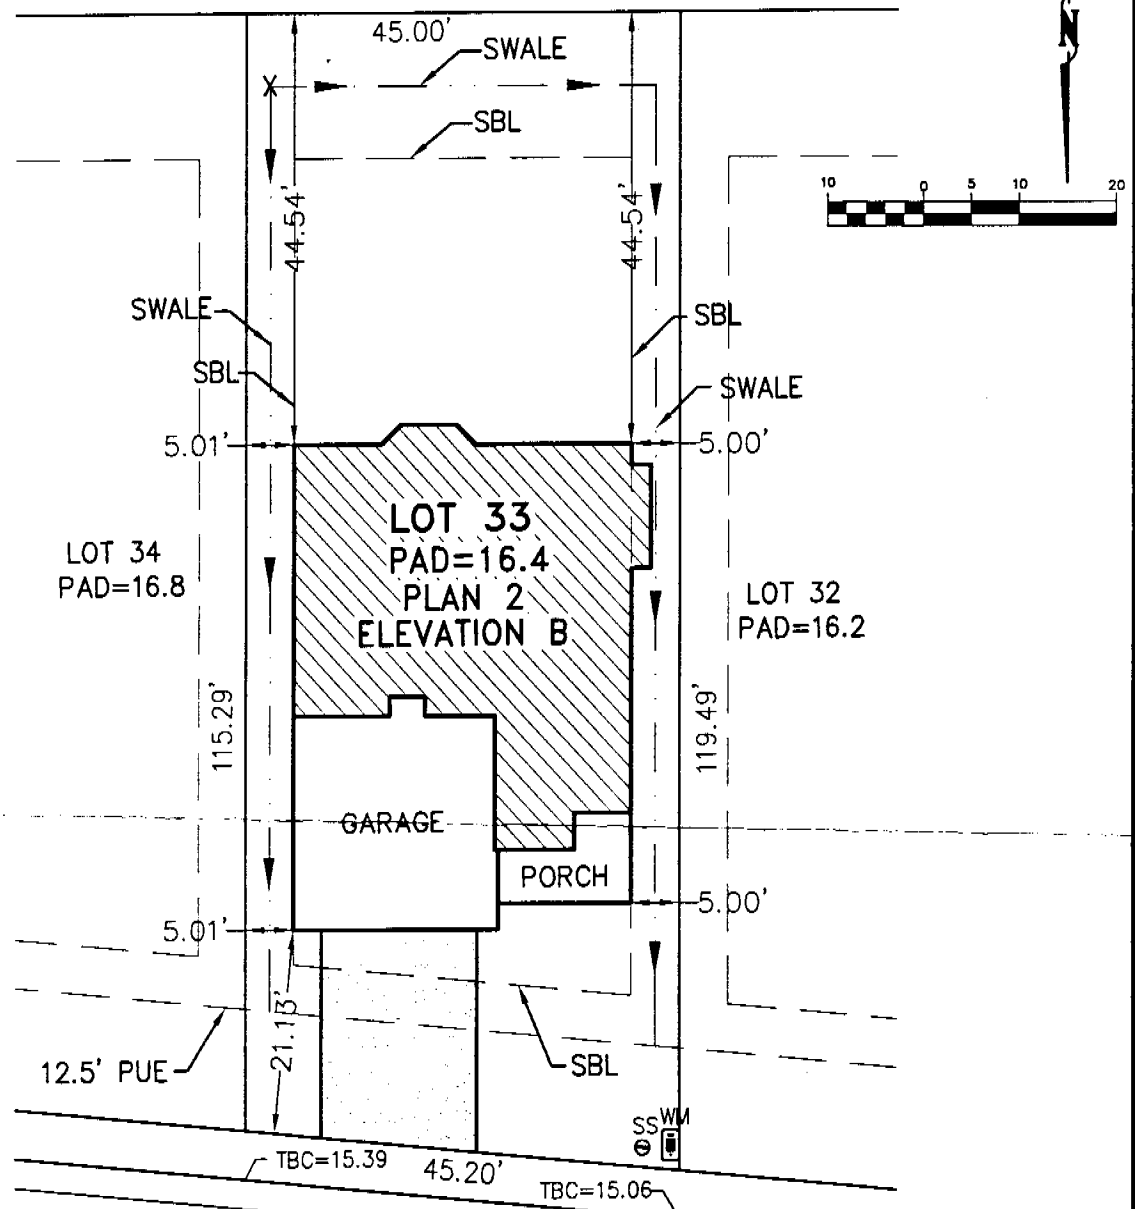 45.00'
SWALE
N
SBL
10 0 5 10 20
44.54'
44.54'
SWALE
SBL
SBL
SWALE
5.01'
5.00'
LOT 33
PAD=16.4
PLAN 2
ELEVATION B
LOT 34
PAD=16.8
LOT 32
PAD=16.2
115.29'
119.49'
GARAGE
PORCH
5.01'
5.00'
21.13'
12.5' PUE
SBL
SS
WM
TBC=15.39
45.20'
TBC=15.06